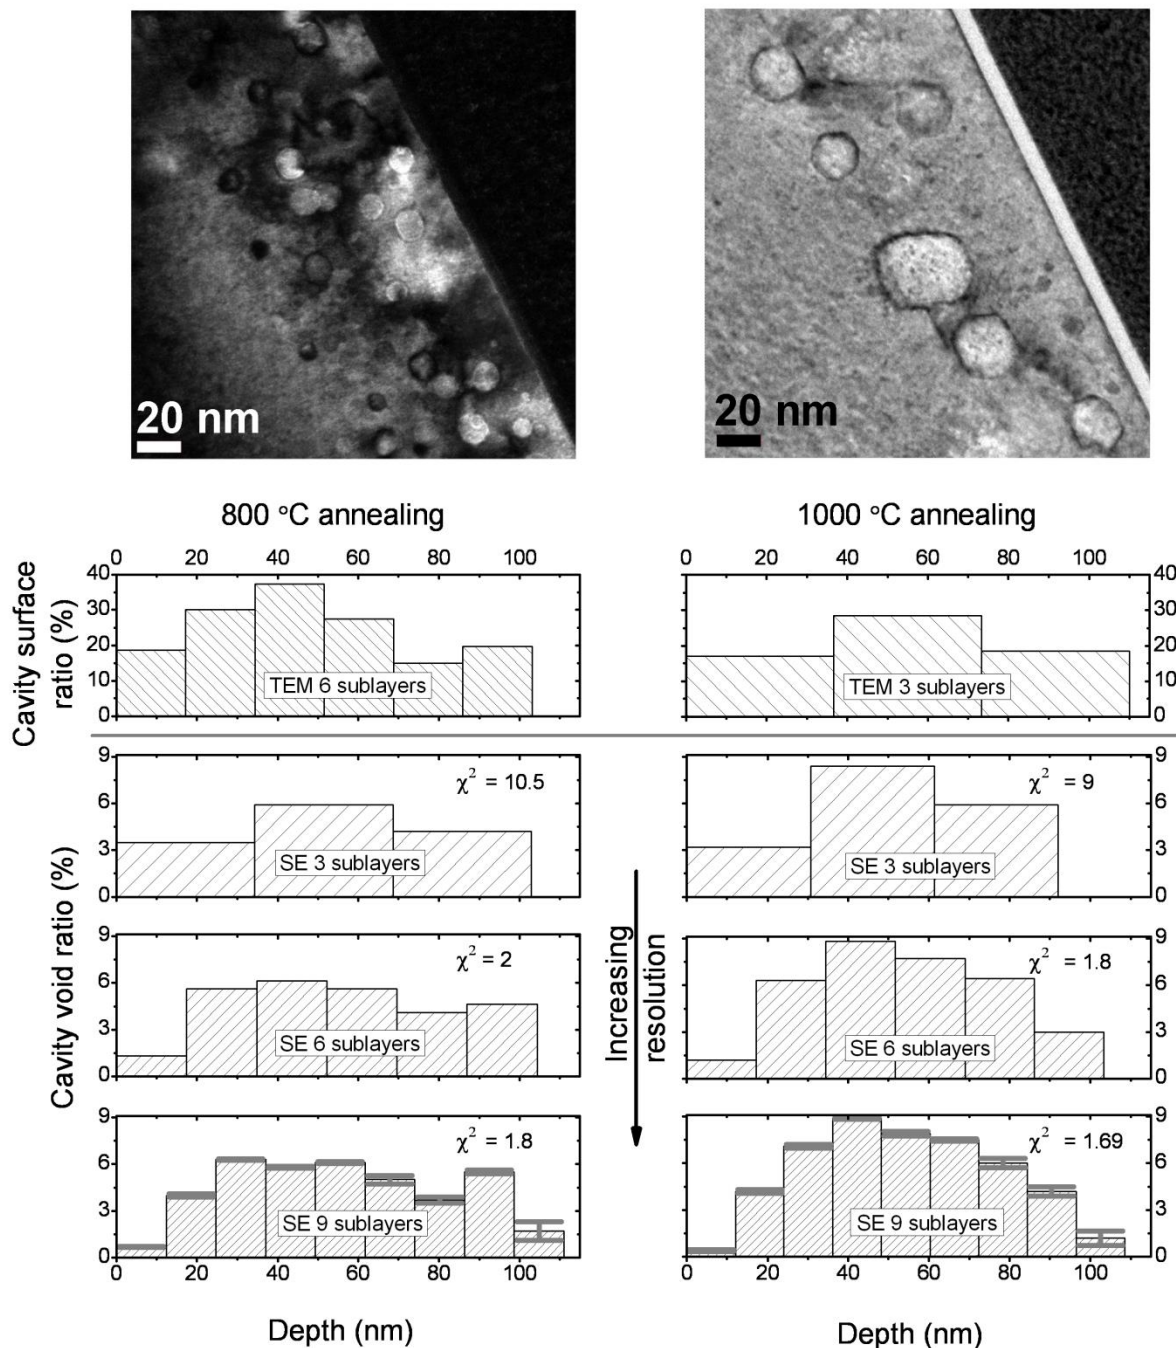 20 nm
20 nm
800 °C annealing
1000 °C annealing
0 20 40 60 80 100
0 20 40 60 80 100
Cavity surface
ratio (%)
40
30
20
10
0
TEM 6 sublayers
TEM 3 sublayers
40
30
20
10
0
Cavity void ratio (%)
9
6
3
0
χ² = 10.5
SE 3 sublayers
χ² = 9
SE 3 sublayers
9
6
3
0
9
6
3
0
χ² = 2
SE 6 sublayers
Increasing
resolution
χ² = 1.8
SE 6 sublayers
9
6
3
0
9
6
3
0
χ² = 1.8
SE 9 sublayers
χ² = 1.69
SE 9 sublayers
9
6
3
0
0 20 40 60 80 100
0 20 40 60 80 100
Depth (nm)
Depth (nm)